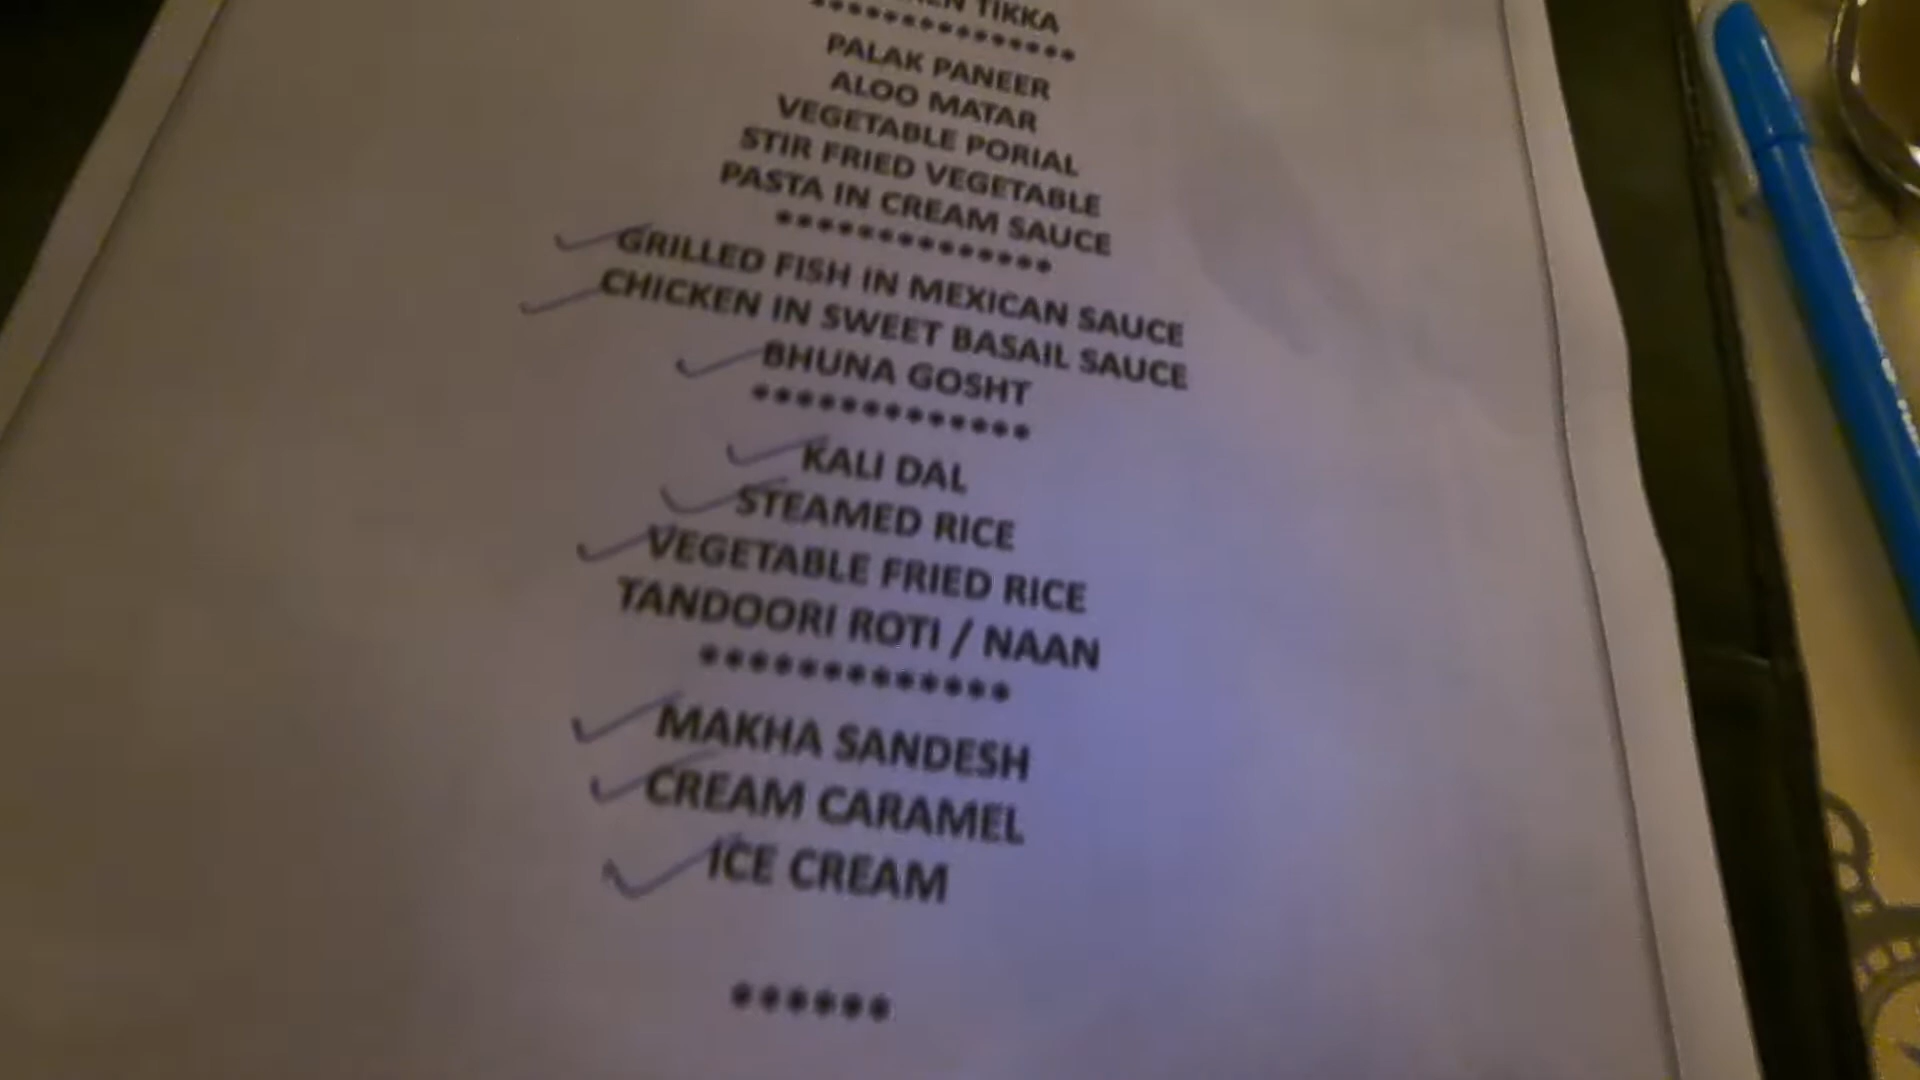 TIKKA
*************
PALAK PANEER
ALOO MATAR
VEGETABLE PORIAL
STIR FRIED VEGETABLE
PASTA IN CREAM SAUCE
*************
GRILLED FISH IN MEXICAN SAUCE
CHICKEN IN SWEET BASAIL SAUCE
BHUNA GOSHT
*************
KALI DAL
STEAMED RICE
VEGETABLE FRIED RICE
TANDOORI ROTI / NAAN
*************
MAKHA SANDESH
CREAM CARAMEL
ICE CREAM
******